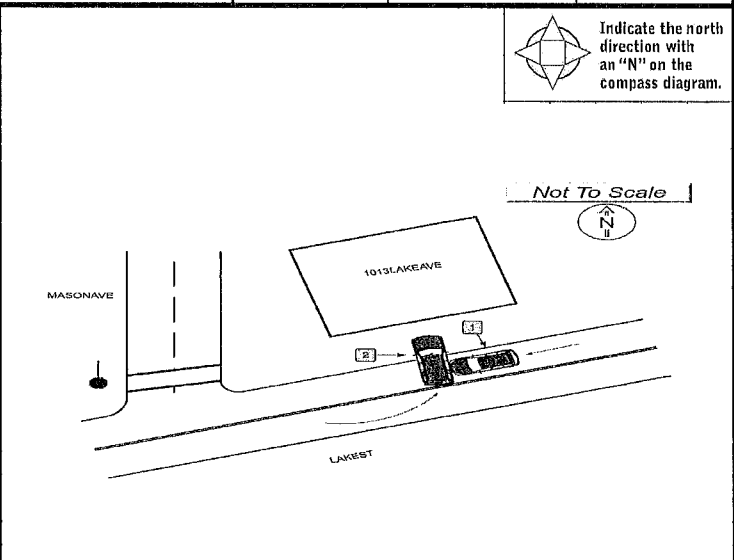 Indicate the north
direction with
an "N" on the
compass diagram.
Not To Scale
N
1013LAKEAVE
MASONAVE
1
2
LAKEST